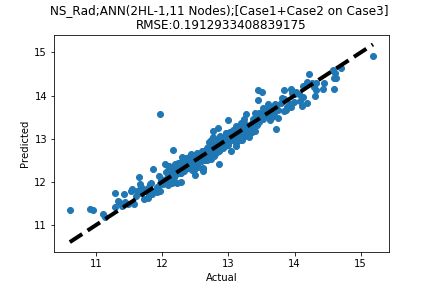 NS_Rad;ANN(2HL-1,11 Nodes);[Case1+Case2 on Case3]
RMSE:0.1912933408839175
15
14
13
12
11
Predicted
11 12 13 14 15
Actual